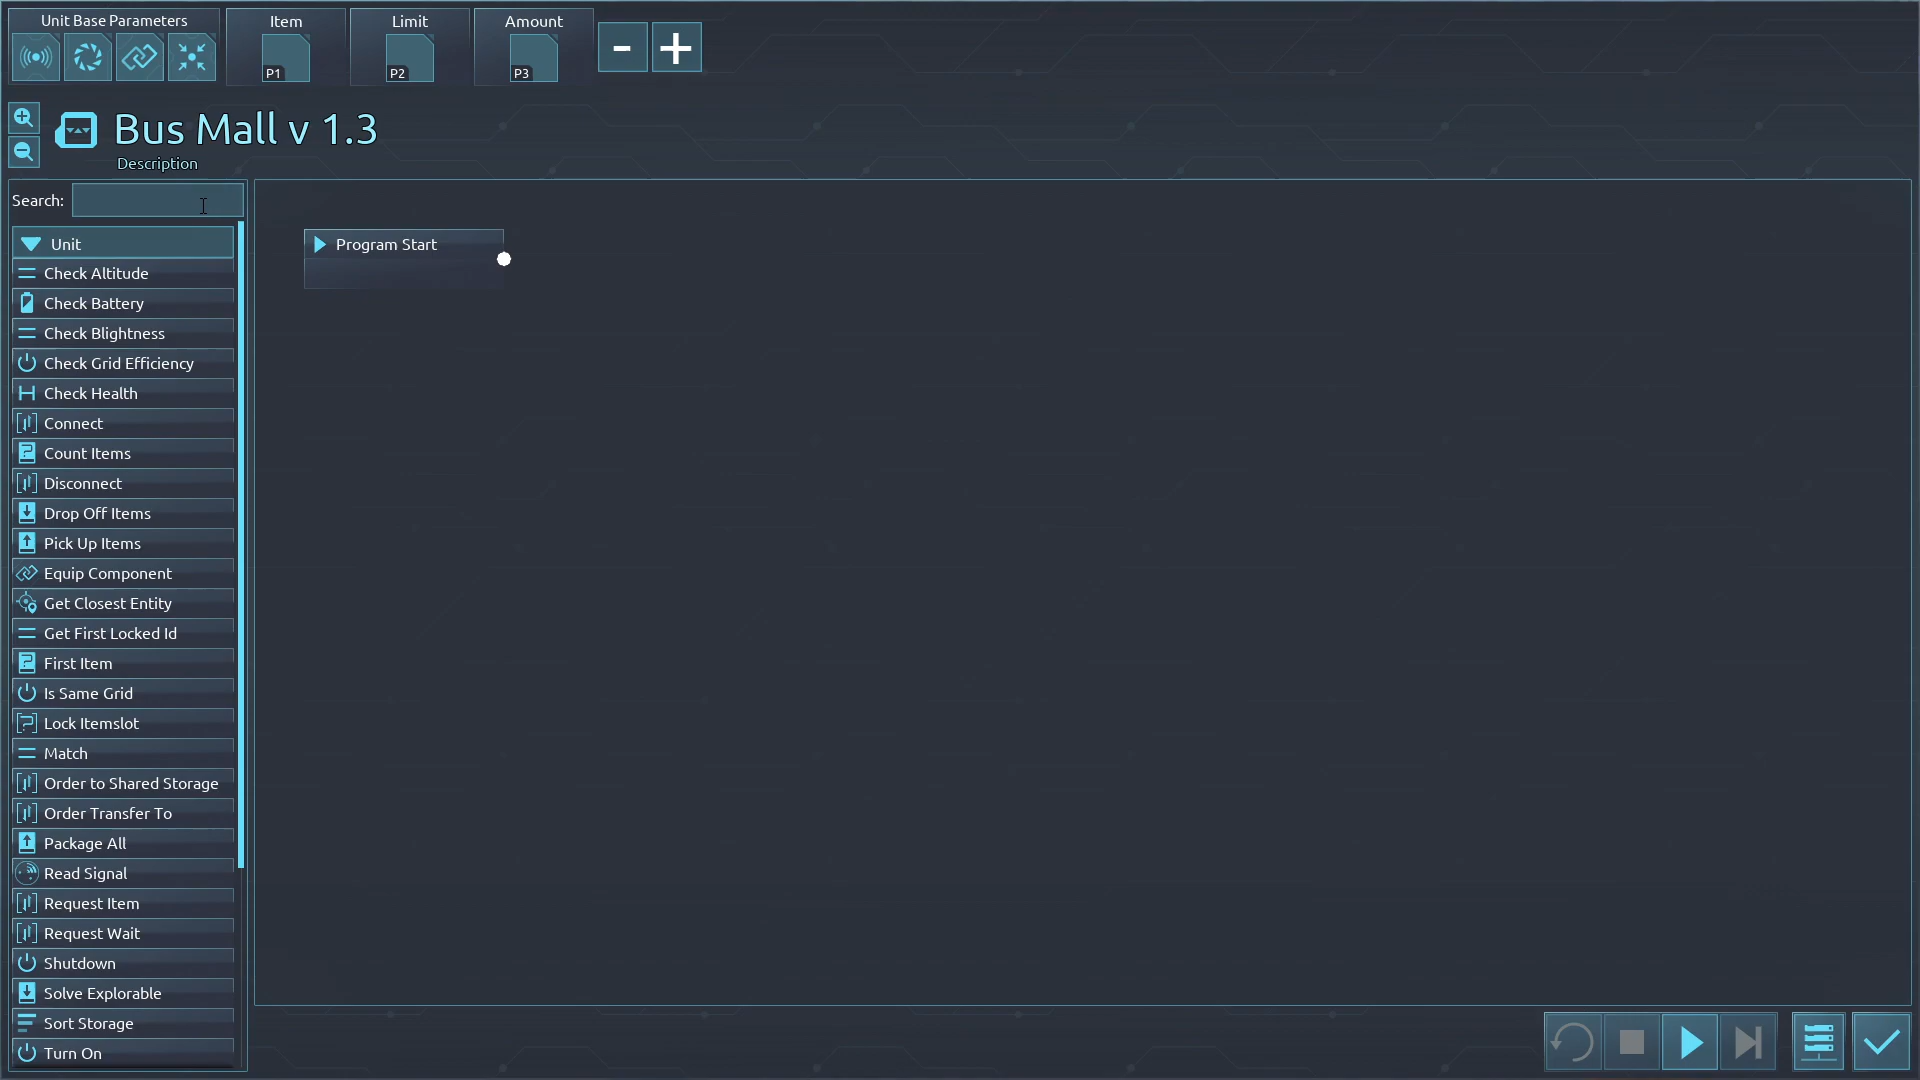 Unit Base Parameters
Item
Limit
Amount
P1
P2
P3
-
+
Bus Mall v 1.3
Description
Search:
Unit
Program Start
Check Altitude
Check Battery
Check Blightness
Check Grid Efficiency
Check Health
Connect
Count Items
Disconnect
Drop Off Items
Pick Up Items
Equip Component
Get Closest Entity
Get First Locked Id
First Item
Is Same Grid
Lock Itemslot
Match
Order to Shared Storage
Order Transfer To
Package All
Read Signal
Request Item
Request Wait
Shutdown
Solve Explorable
Sort Storage
Turn On